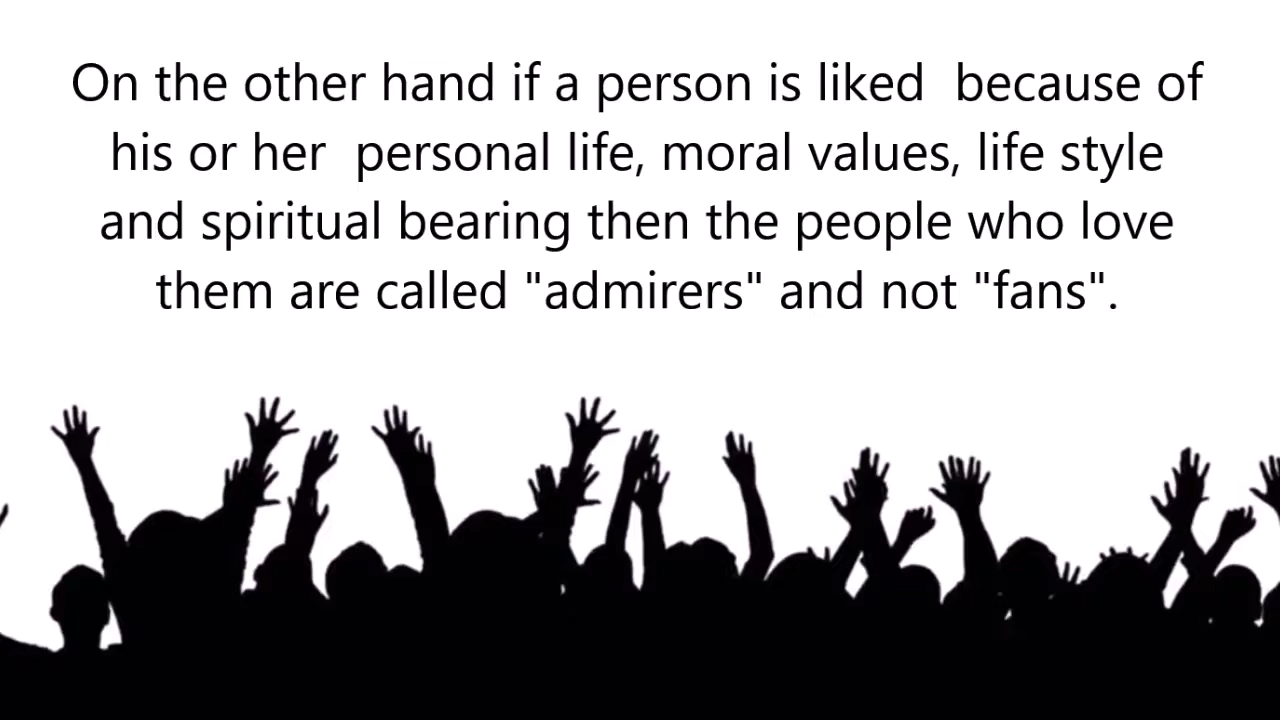 On the other hand if a person is liked  because of
his or her  personal life, moral values, life style
and spiritual bearing then the people who love
them are called "admirers" and not "fans".